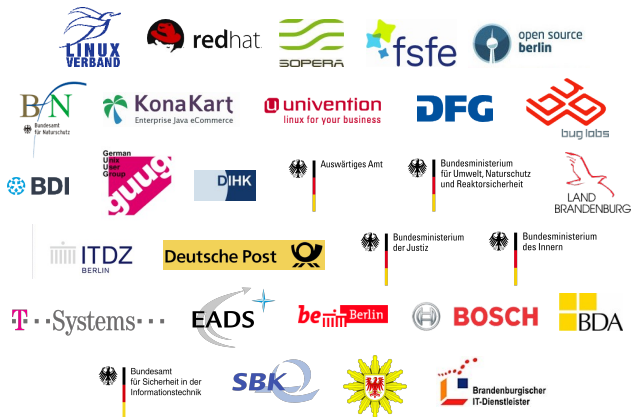 LINUX
VERBAND
redhat.
SOPERA
fsfe
open source
berlin
BfN
Bundesamt
für Naturschutz
KonaKart
Enterprise Java eCommerce
univention
linux for your business
DFG
bug labs
BDI
German
Unix
User
Group
guug
DIHK
Auswärtiges Amt
Bundesministerium
für Umwelt, Naturschutz
und Reaktorsicherheit
LAND
BRANDENBURG
ITDZ
BERLIN
Deutsche Post
Bundesministerium
der Justiz
Bundesministerium
des Innern
T··Systems···
EADS
be Berlin
BOSCH
BDA
Bundesamt
für Sicherheit in der
Informationstechnik
SBK
Brandenburgischer
IT-Dienstleister